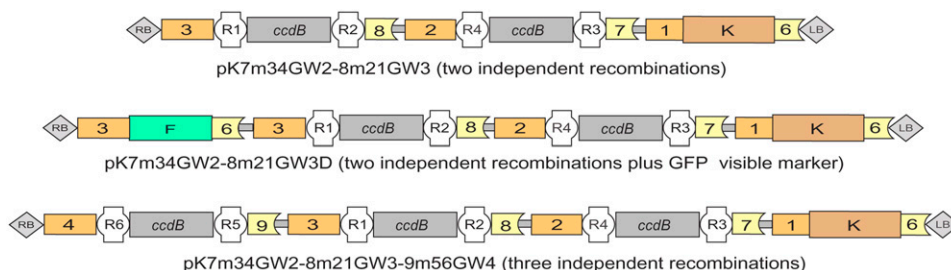 RB 3 R1 ccdB R2 8 2 R4 ccdB R3 7 1 K 6 LB
pK7m34GW2-8m21GW3 (two independent recombinations)
RB 3 F 6 3 R1 ccdB R2 8 2 R4 ccdB R3 7 1 K 6 LB
pK7m34GW2-8m21GW3D (two independent recombinations plus GFP visible marker)
RB 4 R6 ccdB R5 9 3 R1 ccdB R2 8 2 R4 ccdB R3 7 1 K 6 LB
pK7m34GW2-8m21GW3-9m56GW4 (three independent recombinations)